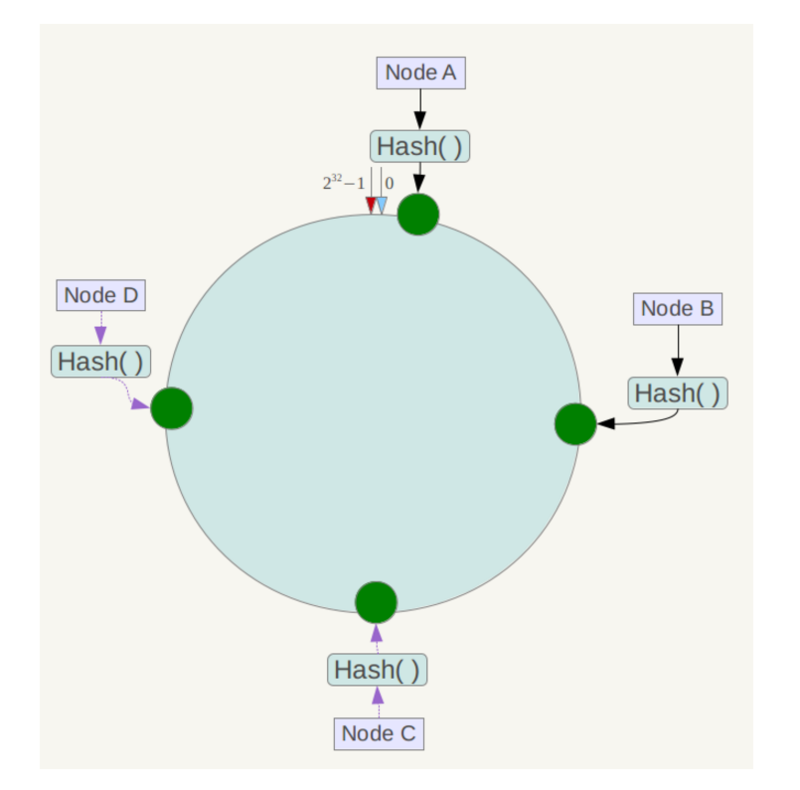 Node A
Hash( )
2³²−1
0
Node D
Node B
Hash( )
Hash( )
Hash( )
Node C